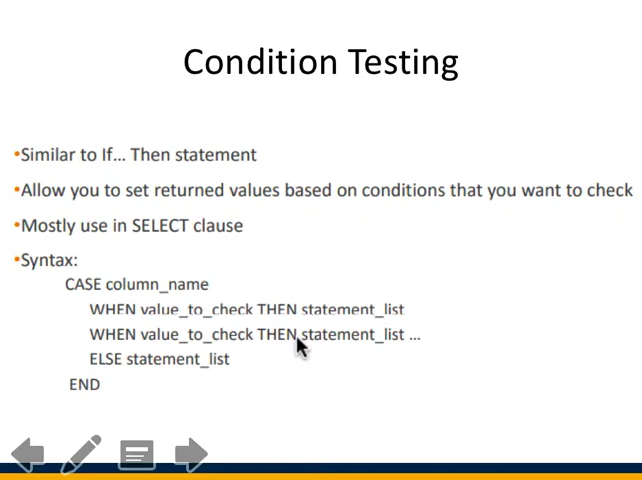 Condition Testing
•Similar to If... Then statement
•Allow you to set returned values based on conditions that you want to check
•Mostly use in SELECT clause
•Syntax:
CASE column_name
WHEN value_to_check THEN statement_list
WHEN value_to_check THEN statement_list ...
ELSE statement_list
END